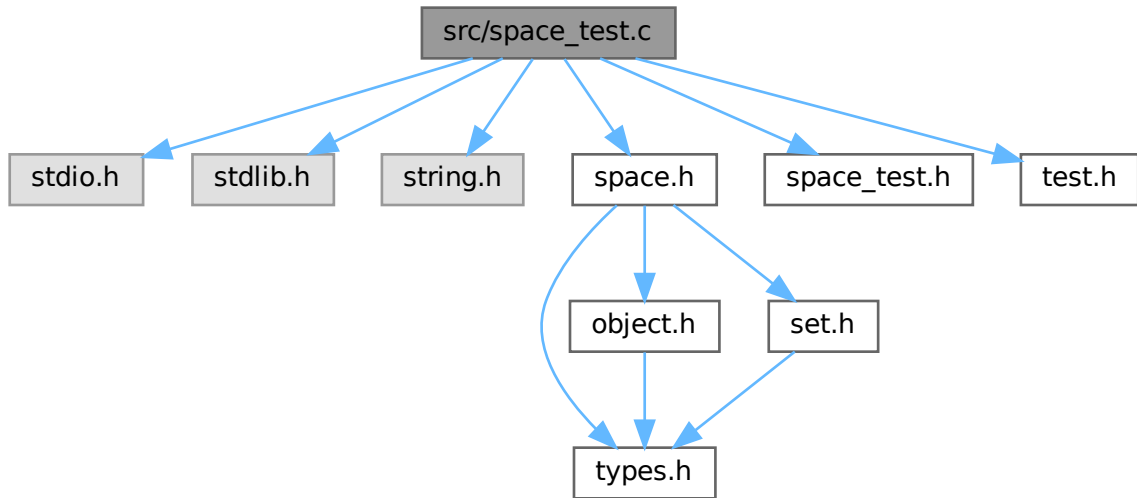 src/space_test.c
stdio.h
stdlib.h
string.h
space.h
space_test.h
test.h
object.h
set.h
types.h